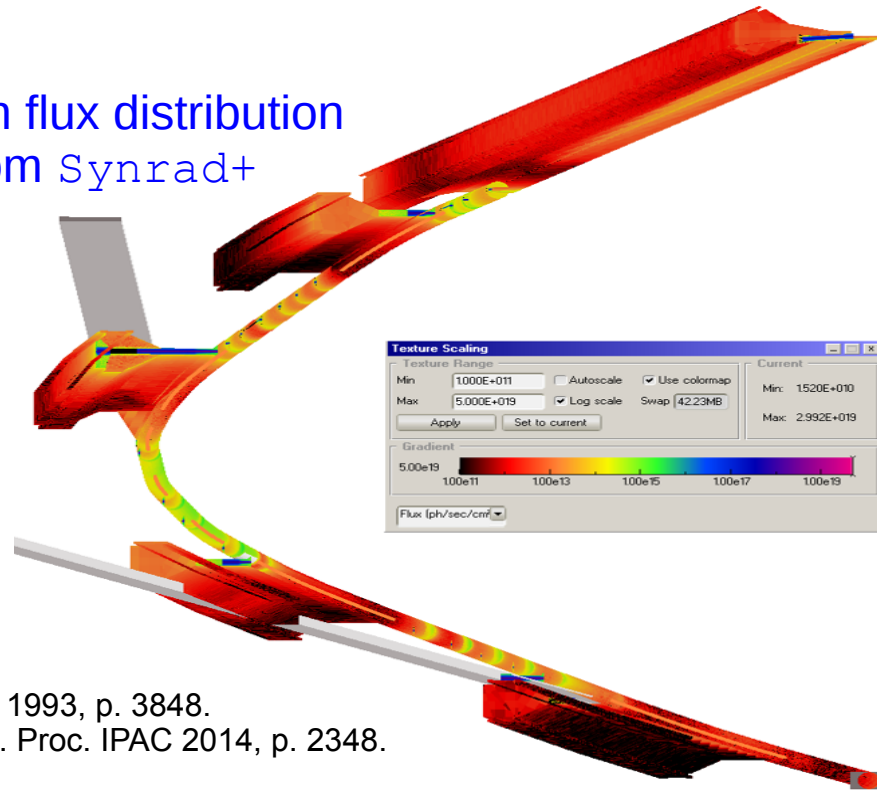 n flux distribution
om Synrad+
Texture Scaling
Texture Range
Current
Min 1.000E+011 Autoscale Use colormap
Min: 1.520E+010
Max 5.000E+019 Log scale Swap 42.23MB
Max: 2.992E+019
Apply Set to current
Gradient
5.00e19
1.00e11 1.00e13 1.00e15 1.00e17 1.00e19
Flux (ph/sec/cm²
1993, p. 3848.
. Proc. IPAC 2014, p. 2348.